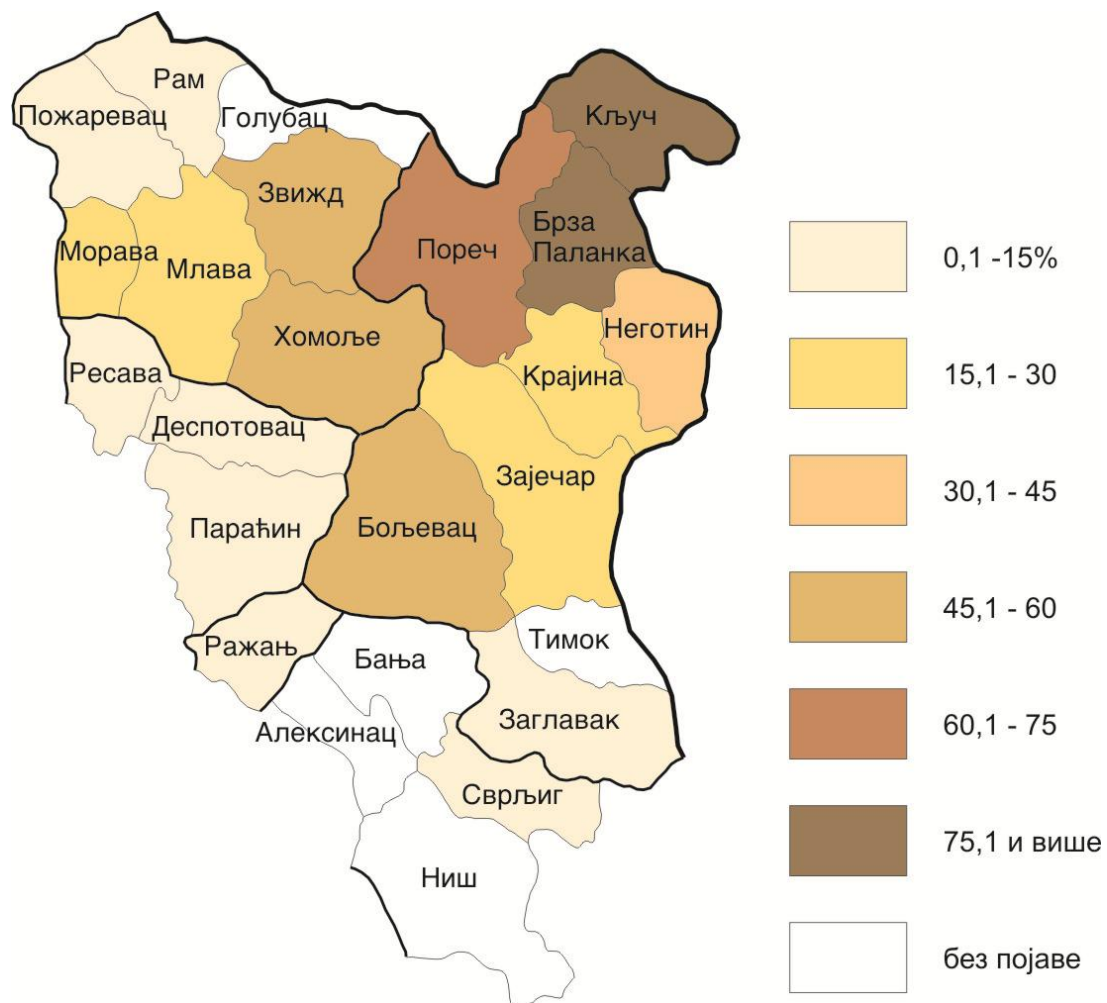 Рам
Пожаревац
Голубац
Кључ
Звижд
Брза
Паланка
Морава
Млава
Пореч
Неготин
Хомоље
Ресава
Крајина
Деспотовац
Зајечар
Параћин
Бољевац
Ражањ
Бања
Тимок
Алексинац
Заглавак
Сврљиг
Ниш
0,1 -15%
15,1 - 30
30,1 - 45
45,1 - 60
60,1 - 75
75,1 и више
без појаве